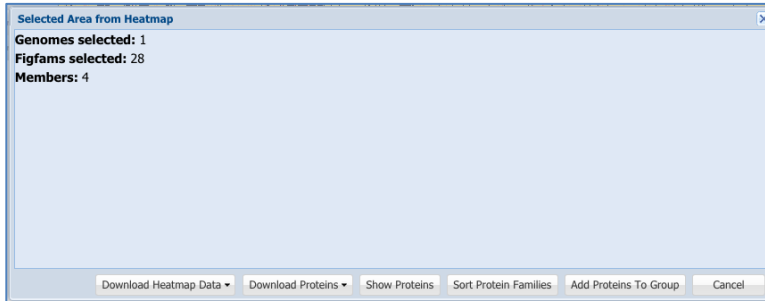 Selected Area from Heatmap
Genomes selected: 1
Figfams selected: 28
Members: 4
Download Heatmap Data Download Proteins Show Proteins Sort Protein Families Add Proteins To Group Cancel